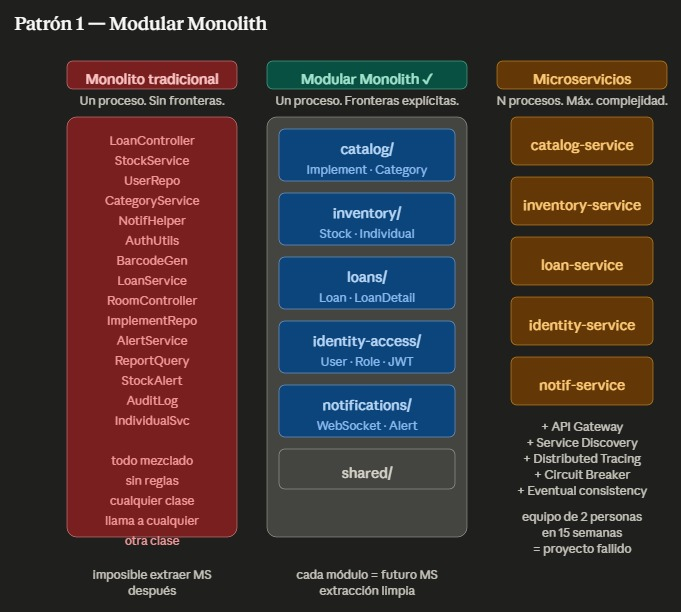 Patrón 1 — Modular Monolith
Monolito tradicional
Un proceso. Sin fronteras.
LoanController
StockService
UserRepo
CategoryService
NotifHelper
AuthUtils
BarcodeGen
LoanService
RoomController
ImplementRepo
AlertService
ReportQuery
StockAlert
AuditLog
IndividualSvc
todo mezclado
sin reglas
cualquier clase
llama a cualquier
otra clase
imposible extraer MS
después
Modular Monolith ✓
Un proceso. Fronteras explícitas.
catalog/
Implement · Category
inventory/
Stock · Individual
loans/
Loan · LoanDetail
identity-access/
User · Role · JWT
notifications/
WebSocket · Alert
shared/
cada módulo = futuro MS
extracción limpia
Microservicios
N procesos. Máx. complejidad.
catalog-service
inventory-service
loan-service
identity-service
notif-service
+ API Gateway
+ Service Discovery
+ Distributed Tracing
+ Circuit Breaker
+ Eventual consistency
equipo de 2 personas
en 15 semanas
= proyecto fallido